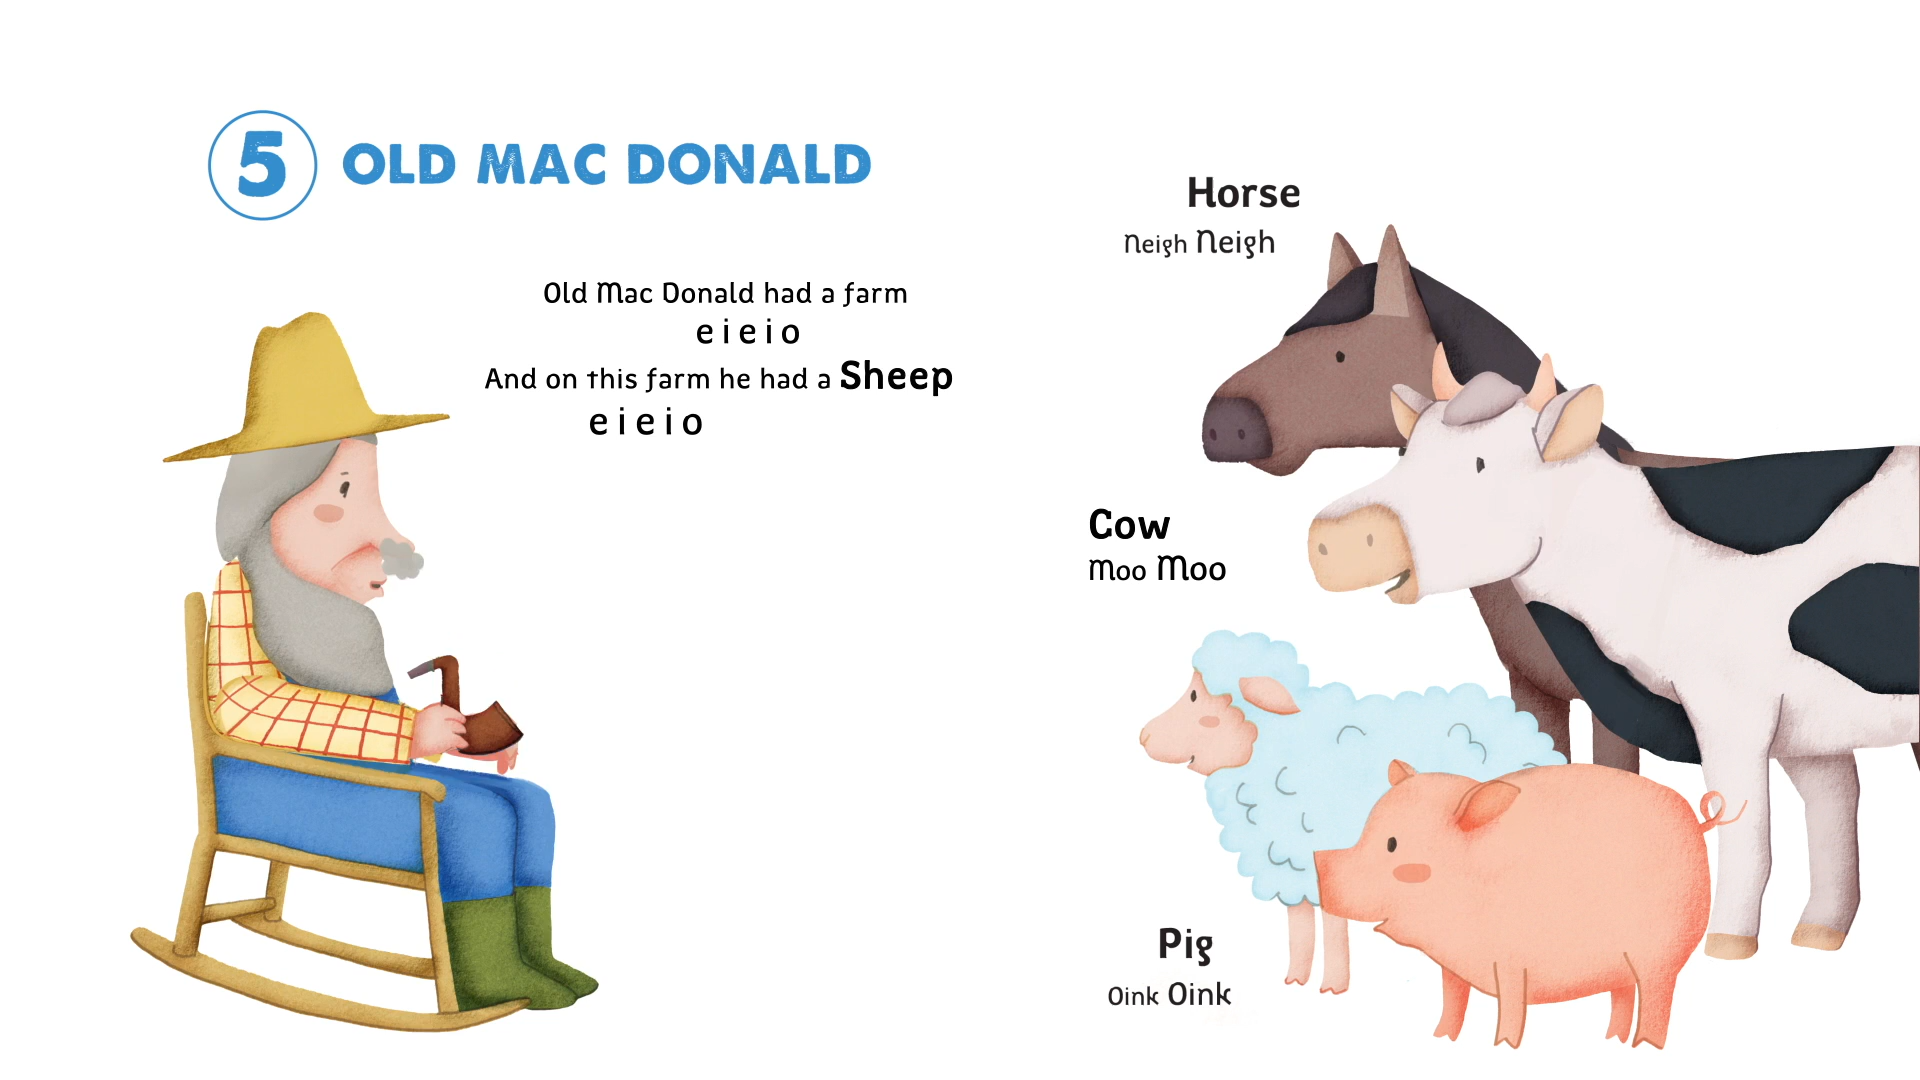 5 OLD MAC DONALD
Old Mac Donald had a farm
e i e i o
And on this farm he had a Sheep
e i e i o
Horse
Neigh Neigh
Cow
Moo Moo
Pig
Oink Oink